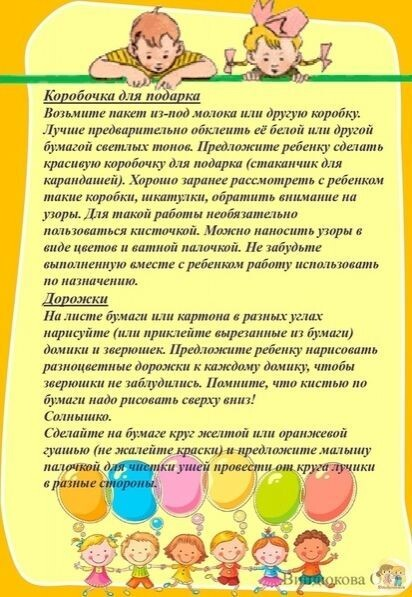 Коробочка для подарка
Возьмите пакет из-под молока или другую коробку.
Лучше предварительно обклеить её белой или другой
бумагой светлых тонов. Предложите ребенку сделать
красивую коробочку для подарка (стаканчик для
карандашей). Хорошо заранее рассмотреть с ребенком
такие коробки, шкатулки, обратить внимание на
узоры. Для такой работы необязательно
пользоваться кисточкой. Можно наносить узоры в
виде цветов и ватной палочкой. Не забудьте
выполненную вместе с ребенком работу использовать
по назначению.
Дорожки
На листе бумаги или картона в разных углах
нарисуйте (или приклейте вырезанные из бумаги)
домики и зверюшек. Предложите ребенку нарисовать
разноцветные дорожки к каждому домику, чтобы
зверюшки не заблудились. Помните, что кистью по
бумаги надо рисовать сверху вниз!
Солнышко.
Сделайте на бумаге круг желтой или оранжевой
гуашью (не жалейте краски) и предложите малышу
палочкой для чистки ушей провести от круга лучики
в разные стороны.